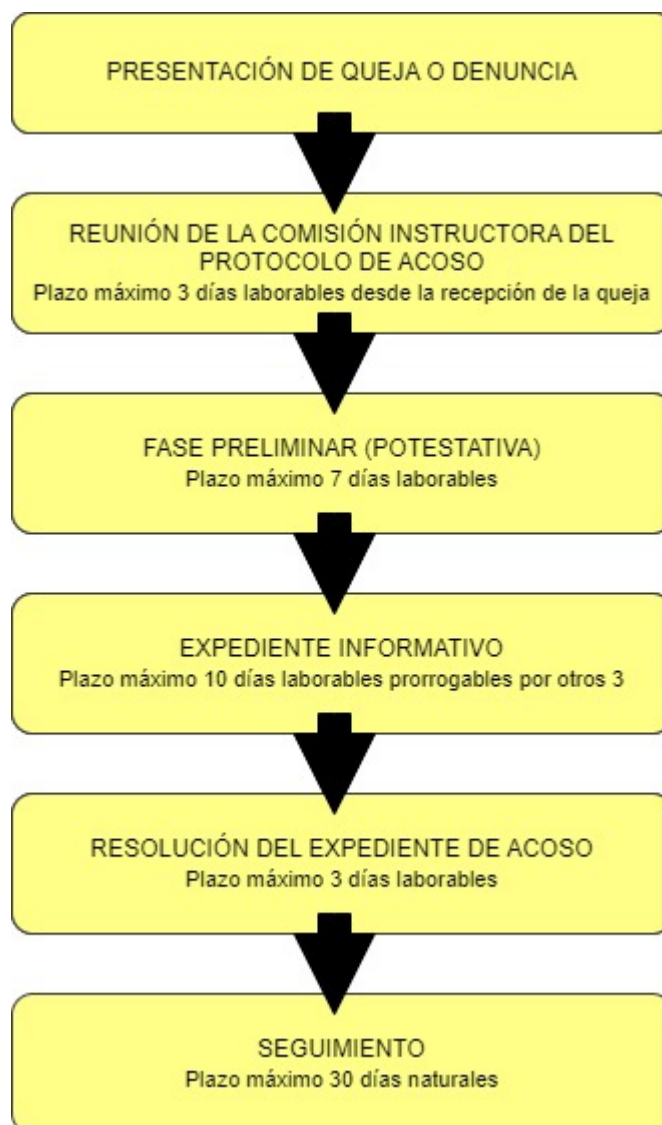 PRESENTACIÓN DE QUEJA O DENUNCIA
REUNIÓN DE LA COMISIÓN INSTRUCTORA DEL
PROTOCOLO DE ACOSO
Plazo máximo 3 días laborables desde la recepción de la queja
FASE PRELIMINAR (POTESTATIVA)
Plazo máximo 7 días laborables
EXPEDIENTE INFORMATIVO
Plazo máximo 10 días laborables prorrogables por otros 3
RESOLUCIÓN DEL EXPEDIENTE DE ACOSO
Plazo máximo 3 días laborables
SEGUIMIENTO
Plazo máximo 30 días naturales